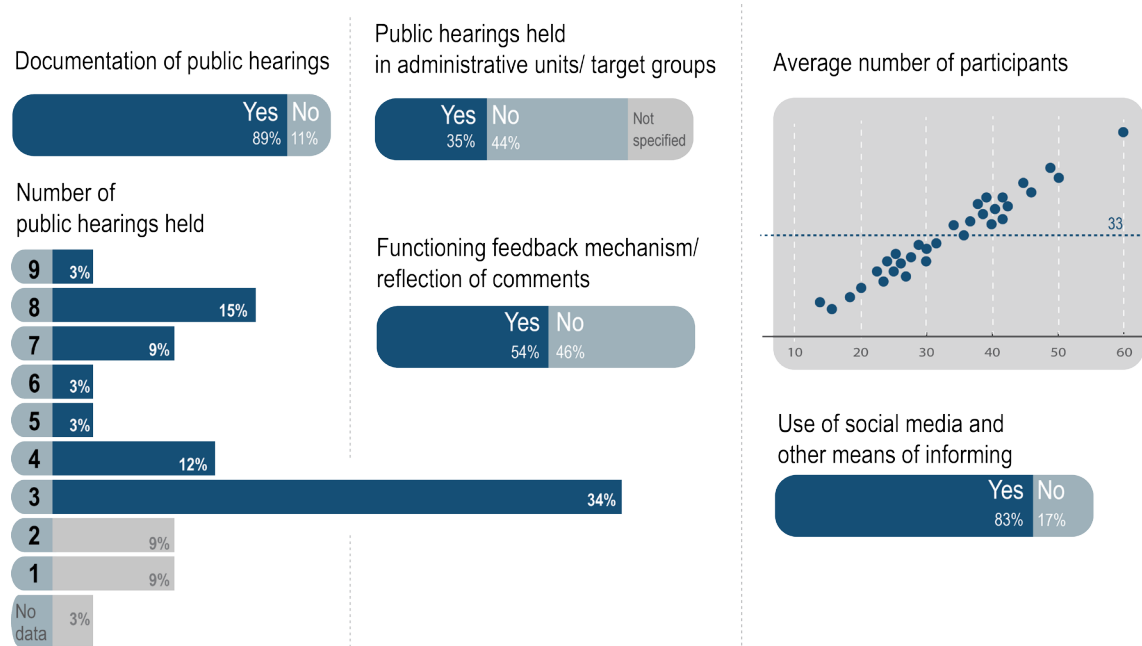 Documentation of public hearings
Yes No
89% 11%
Number of
public hearings held
9 3%
8 15%
7 9%
6 3%
5 3%
4 12%
3 34%
2 9%
1 9%
No
data 3%
Public hearings held
in administrative units/ target groups
Yes No Not
35% 44% specified
Functioning feedback mechanism/
reflection of comments
Yes No
54% 46%
Average number of participants
33
10 20 30 40 50 60
Use of social media and
other means of informing
Yes No
83% 17%